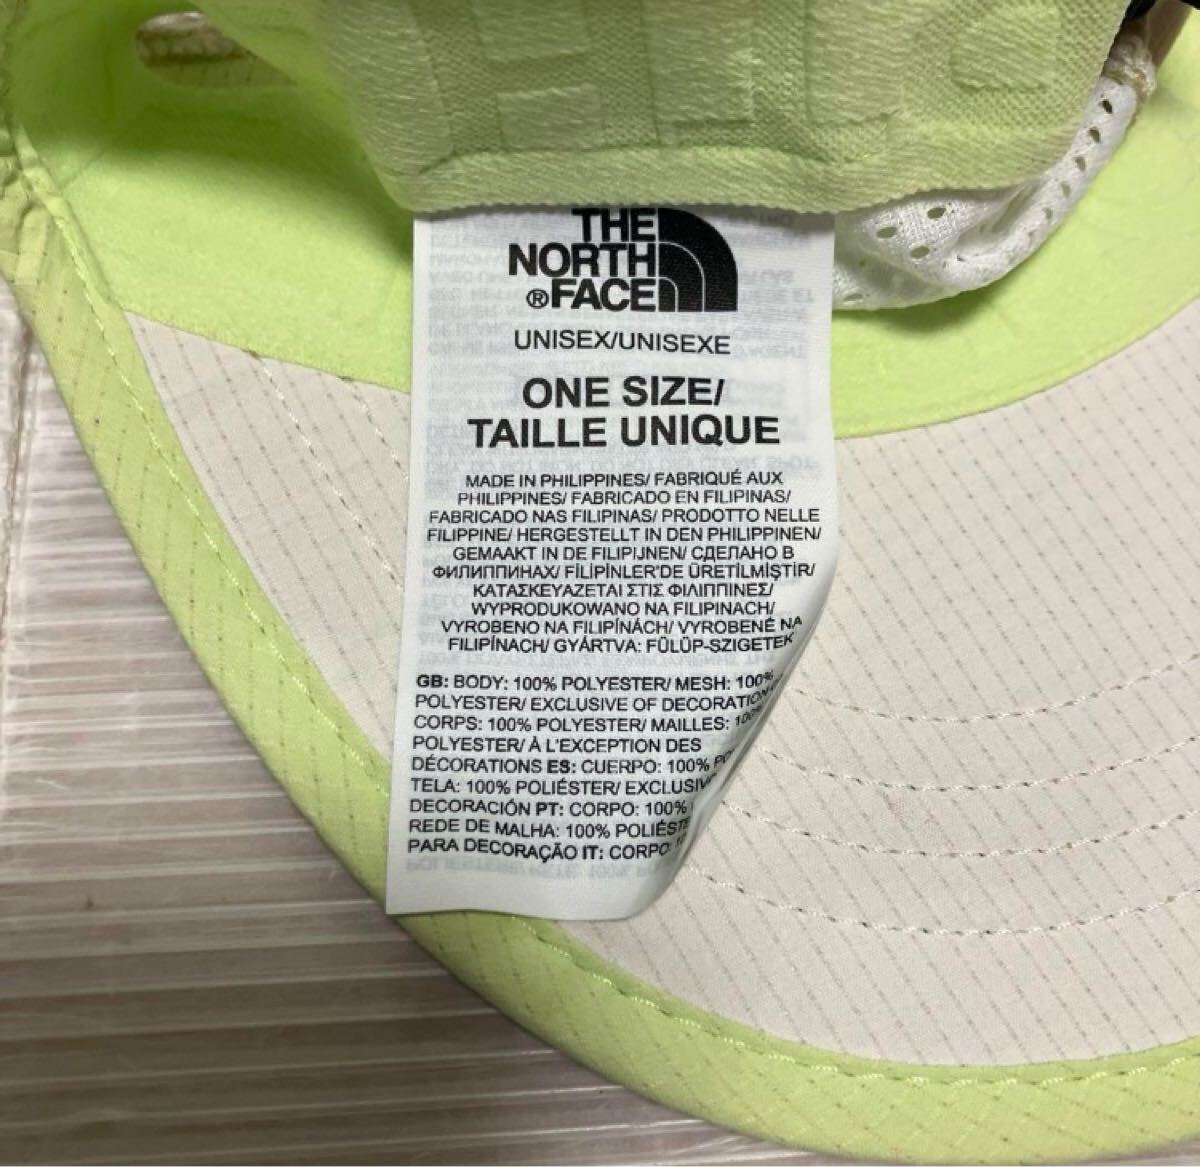 THE
NORTH
®FACE
UNISEX/UNISEXE
ONE SIZE/
TAILLE UNIQUE
MADE IN PHILIPPINES/ FABRIQUÉ AUX
PHILIPPINES/ FABRICADO EN FILIPINAS/
FABRICADO NAS FILIPINAS/ PRODOTTO NELLE
FILIPPINE/ HERGESTELLT IN DEN PHILIPPINEN/
GEMAAKT IN DE FILIPIJNEN/ СДЕЛАНО В
ФИЛИППИНАХ/ FİLİPİNLER'DE ÜRETİLMİŞTİR/
ΚΑΤΑΣΚΕΥΑΖΕΤΑΙ ΣΤΙΣ ΦΙΛΙΠΠΙΝΕΣ/
WYPRODUKOWANO NA FILIPINACH/
VYROBENO NA FILIPÍNÁCH/ VYROBENÉ NA
FILIPÍNACH/ GYÁRTVA: FÜLÜP-SZIGETEK
GB: BODY: 100% POLYESTER/ MESH: 100%
POLYESTER/ EXCLUSIVE OF DECORATION
CORPS: 100% POLYESTER/ MAILLES: 100%
POLYESTER/ À L'EXCEPTION DES
DÉCORATIONS ES: CUERPO: 100%
TELA: 100% POLIÉSTER/
DECORACIÓN PT: CORPO: 100%
REDE DE MALHA: 100%
PARA DECORAÇÃO IT: CORPO: